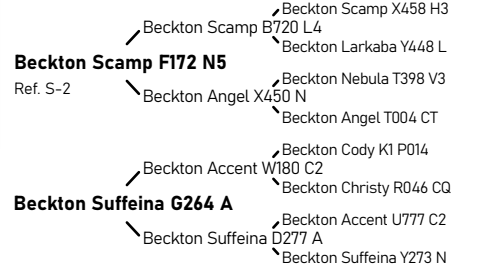 Beckton Scamp X458 H3
Beckton Scamp B720 L4
Beckton Larkaba Y448 L
Beckton Scamp F172 N5
Ref. S-2
Beckton Nebula T398 V3
Beckton Angel X450 N
Beckton Angel T004 CT
Beckton Cody K1 P014
Beckton Accent W180 C2
Beckton Christy R046 CQ
Beckton Suffeina G264 A
Beckton Accent U777 C2
Beckton Suffeina D277 A
Beckton Suffeina Y273 N